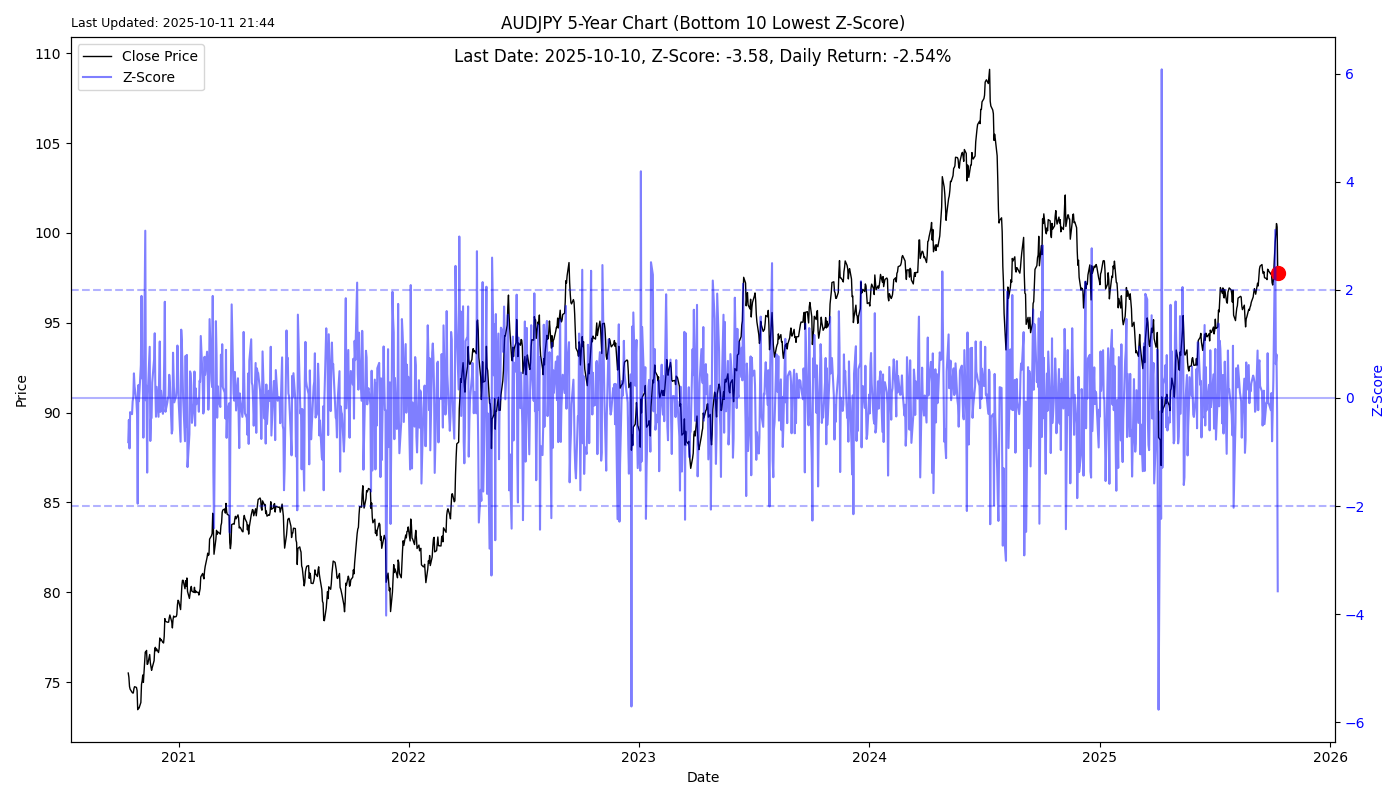 Last Updated: 2025-10-11 21:44
AUDJPY 5-Year Chart (Bottom 10 Lowest Z-Score)
Last Date: 2025-10-10, Z-Score: -3.58, Daily Return: -2.54%
Close Price
Z-Score
110
105
100
95
90
85
80
75
Price
6
4
2
0
−2
−4
−6
Z-Score
2021
2022
2023
2024
2025
2026
Date